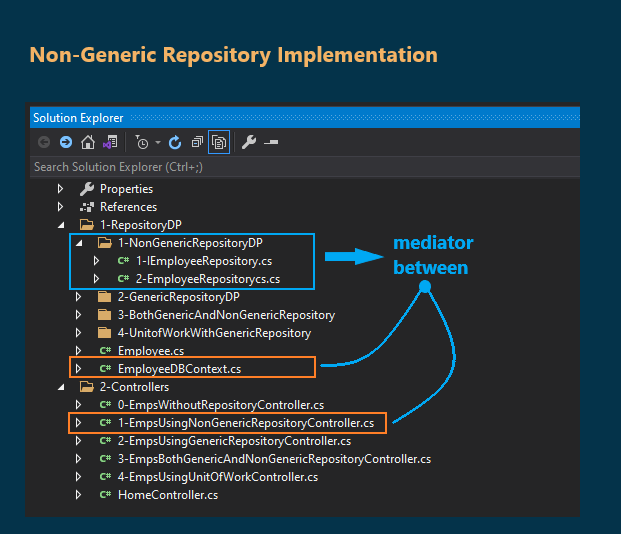 Non-Generic Repository Implementation
Solution Explorer
Search Solution Explorer (Ctrl+;)
Properties
References
1-RepositoryDP
1-NonGenericRepositoryDP
C# 1-IEmployeeRepository.cs
C# 2-EmployeeRepositorycs.cs
2-GenericRepositoryDP
3-BothGenericAndNonGenericRepository
4-UnitofWorkWithGenericRepository
C# Employee.cs
C# EmployeeDBContext.cs
2-Controllers
C# 0-EmpsWithoutRepositoryController.cs
C# 1-EmpsUsingNonGenericRepositoryController.cs
C# 2-EmpsUsingGenericRepositoryController.cs
C# 3-EmpsBothGenericAndNonGenericRepositoryController.cs
C# 4-EmpsUsingUnitOfWorkController.cs
C# HomeController.cs
mediator
between